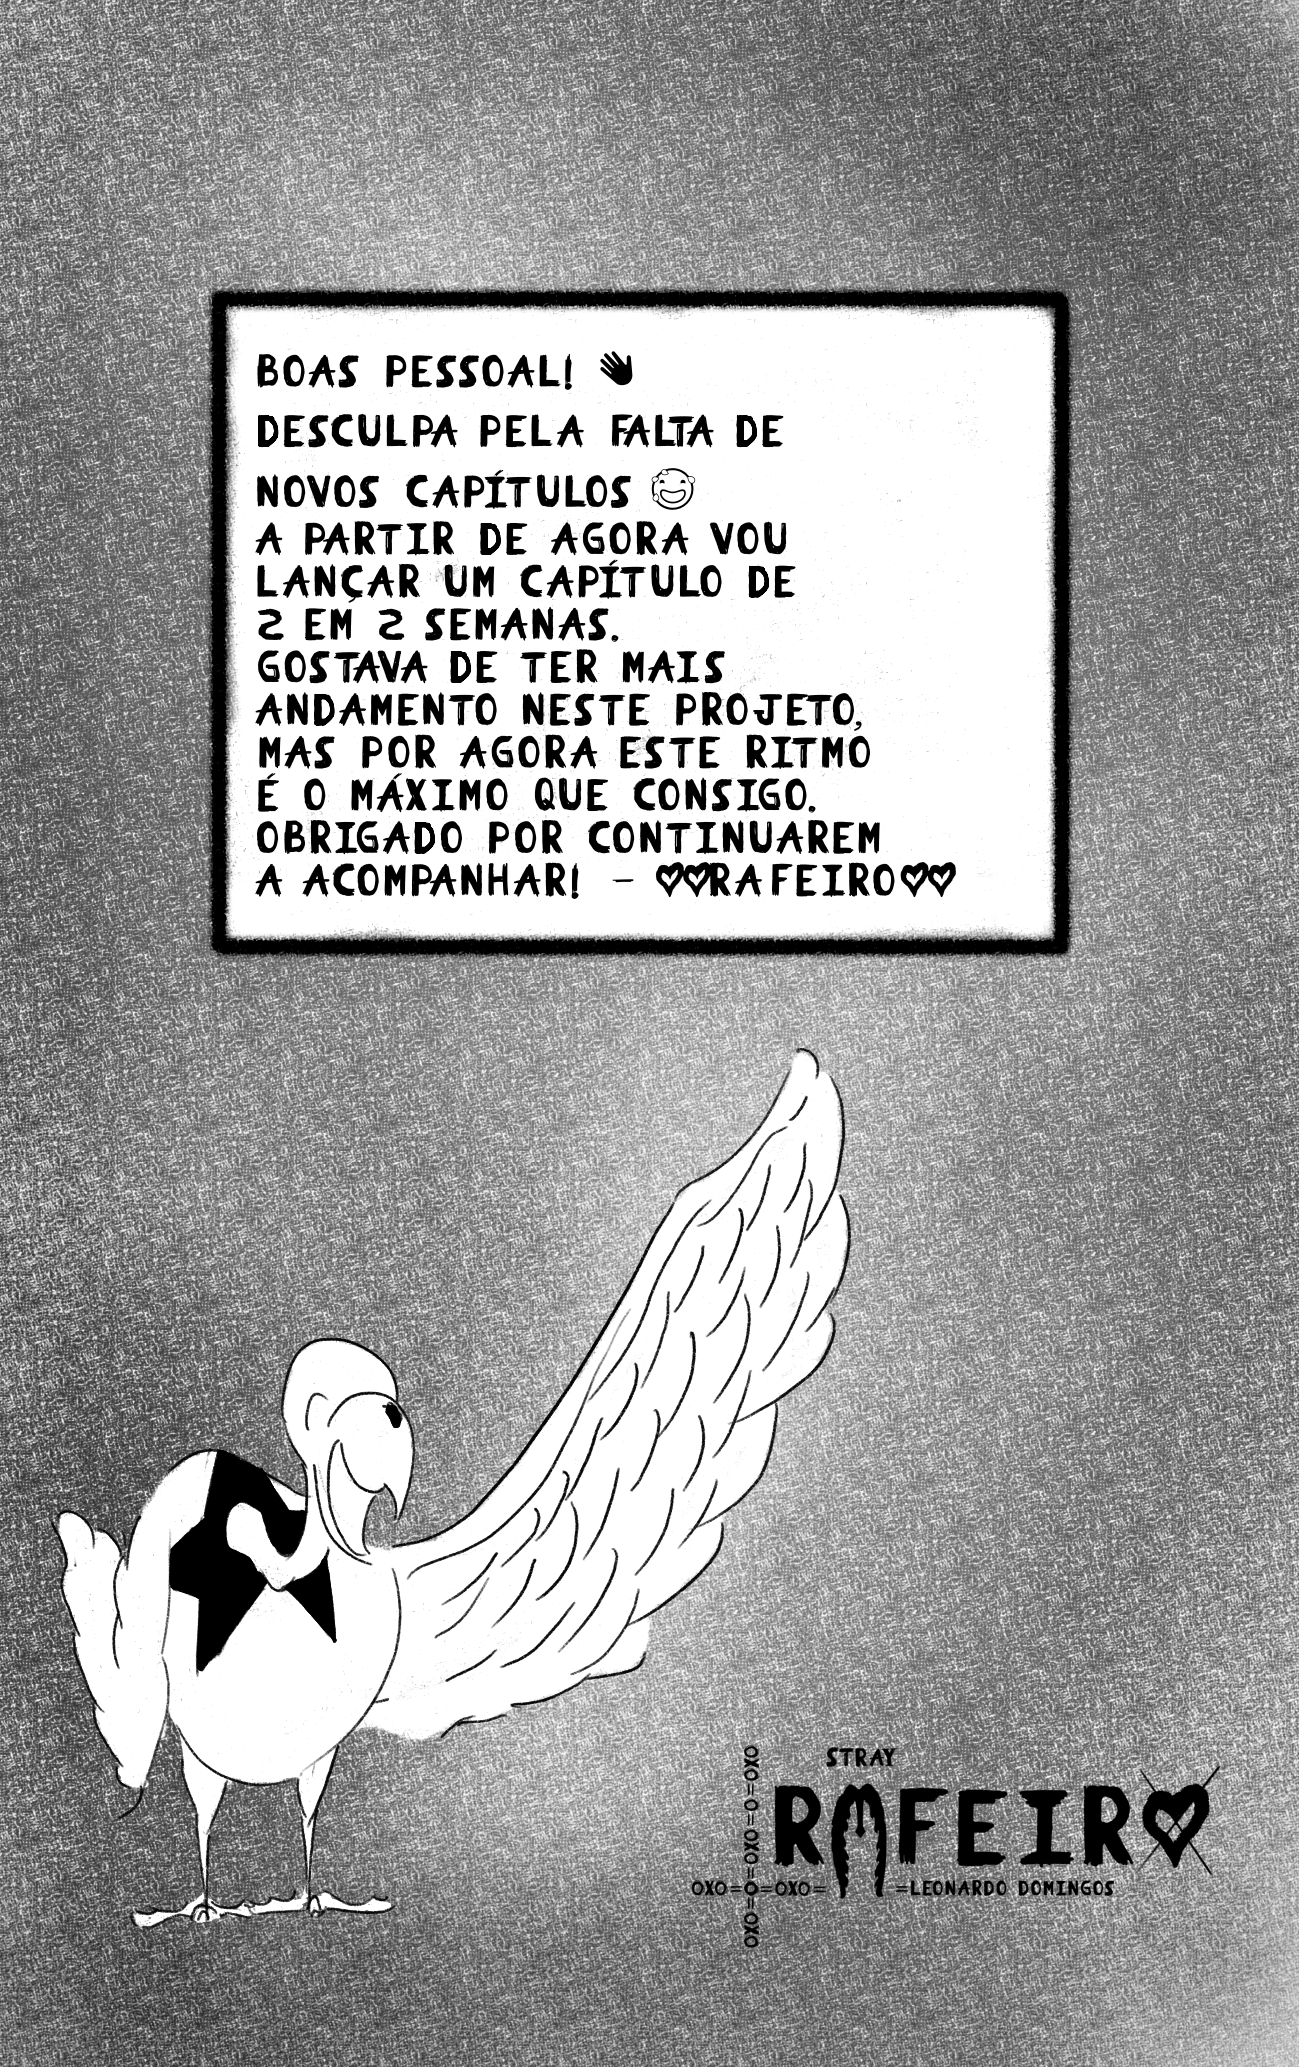 BOAS PESSOAL! 👋
DESCULPA PELA FALTA DE
NOVOS CAPÍTULOS 😅
A PARTIR DE AGORA VOU
LANÇAR UM CAPÍTULO DE
2 EM 2 SEMANAS.
GOSTAVA DE TER MAIS
ANDAMENTO NESTE PROJETO,
MAS POR AGORA ESTE RITMO
É O MÁXIMO QUE CONSIGO.
OBRIGADO POR CONTINUAREM
A ACOMPANHAR! - ♡♡RAFEIRO♡♡
STRAY
RAFEIRO
OXO=O=OXO= =LEONARDO DOMINGOS
OXO=O=OXO=O=OXO